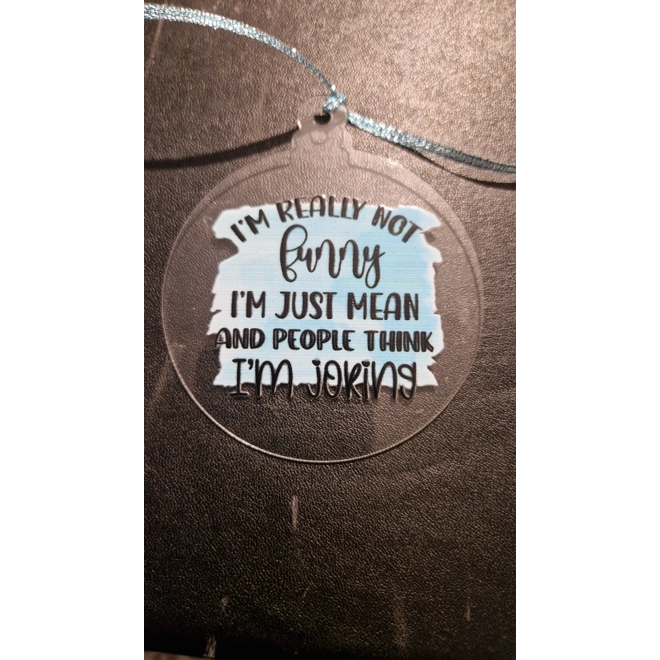 I'M REALLY NOT
funny
I'M JUST MEAN
AND PEOPLE THINK
I'M JOKING